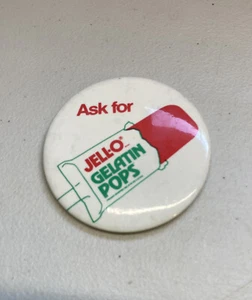 Ask for
JELL-O®
GELATIN
POPS